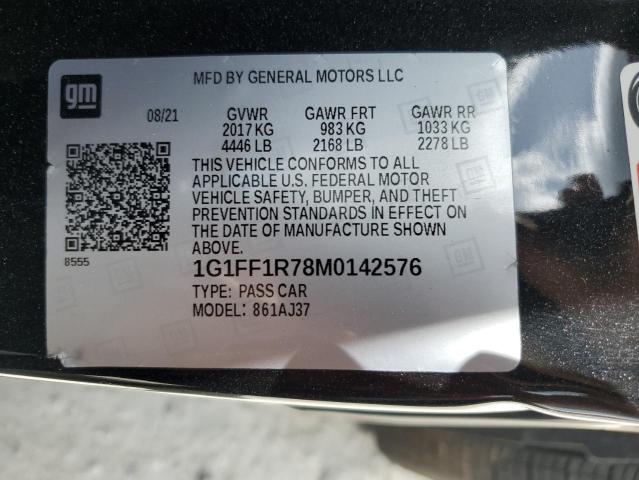 gm
MFD BY GENERAL MOTORS LLC
08/21 GVWR GAWR FRT GAWR RR
2017 KG 983 KG 1033 KG
4446 LB 2168 LB 2278 LB
THIS VEHICLE CONFORMS TO ALL
APPLICABLE U.S. FEDERAL MOTOR
VEHICLE SAFETY, BUMPER, AND THEFT
PREVENTION STANDARDS IN EFFECT ON
THE DATE OF MANUFACTURE SHOWN
ABOVE.
8555
1G1FF1R78M0142576
TYPE: PASS CAR
MODEL: 861AJ37